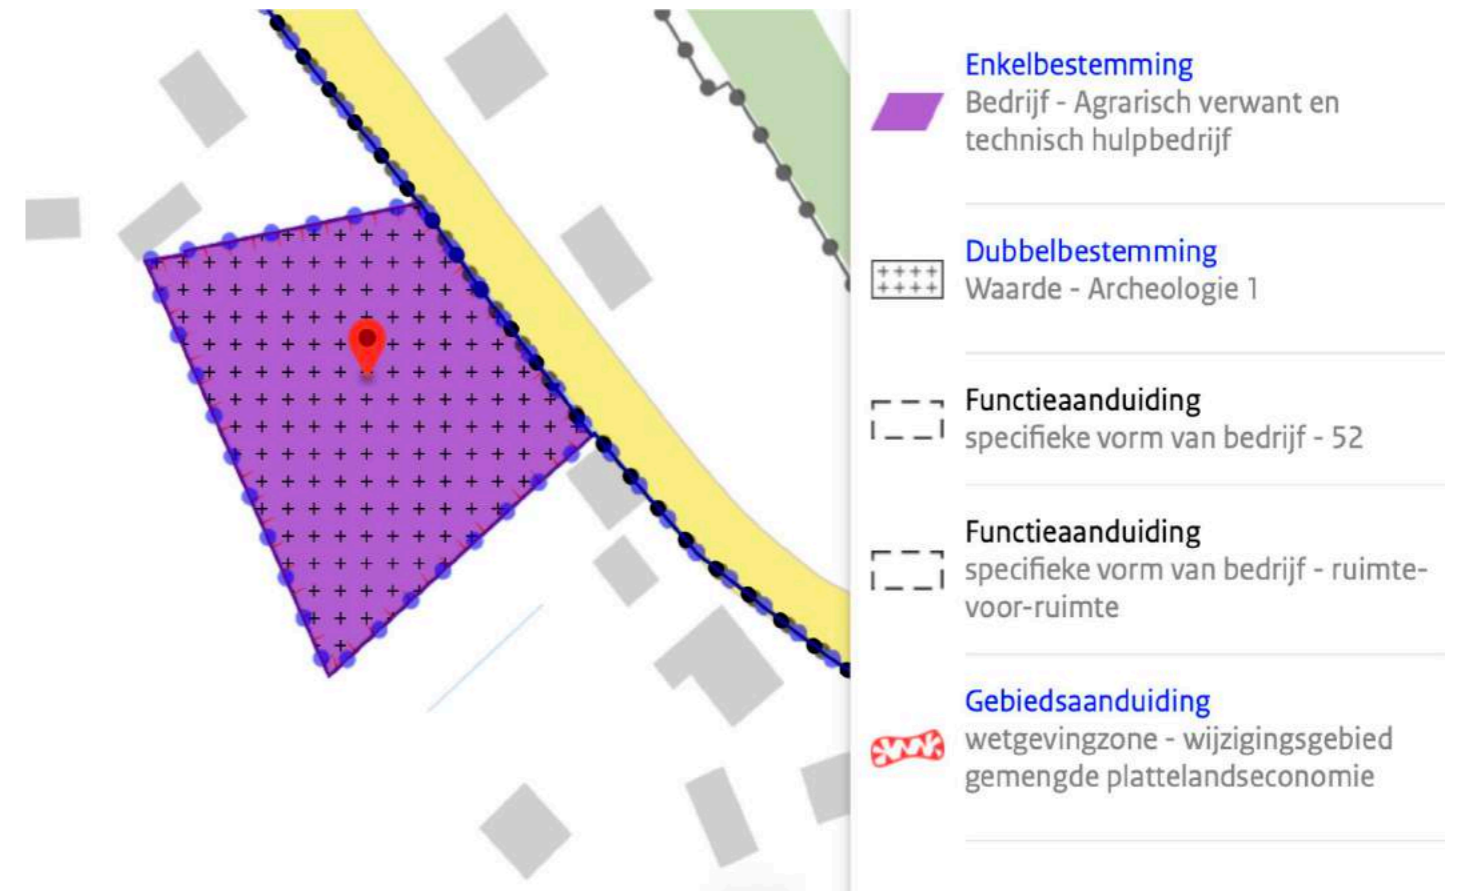 Enkelbestemming
Bedrijf - Agrarisch verwant en
technisch hulpbedrijf
Dubbelbestemming
Waarde - Archeologie 1
Functieaanduiding
specifieke vorm van bedrijf - 52
Functieaanduiding
specifieke vorm van bedrijf - ruimte-
voor-ruimte
Gebiedsaanduiding
wetgevingzone - wijzigingsgebied
gemengde plattelandseconomie